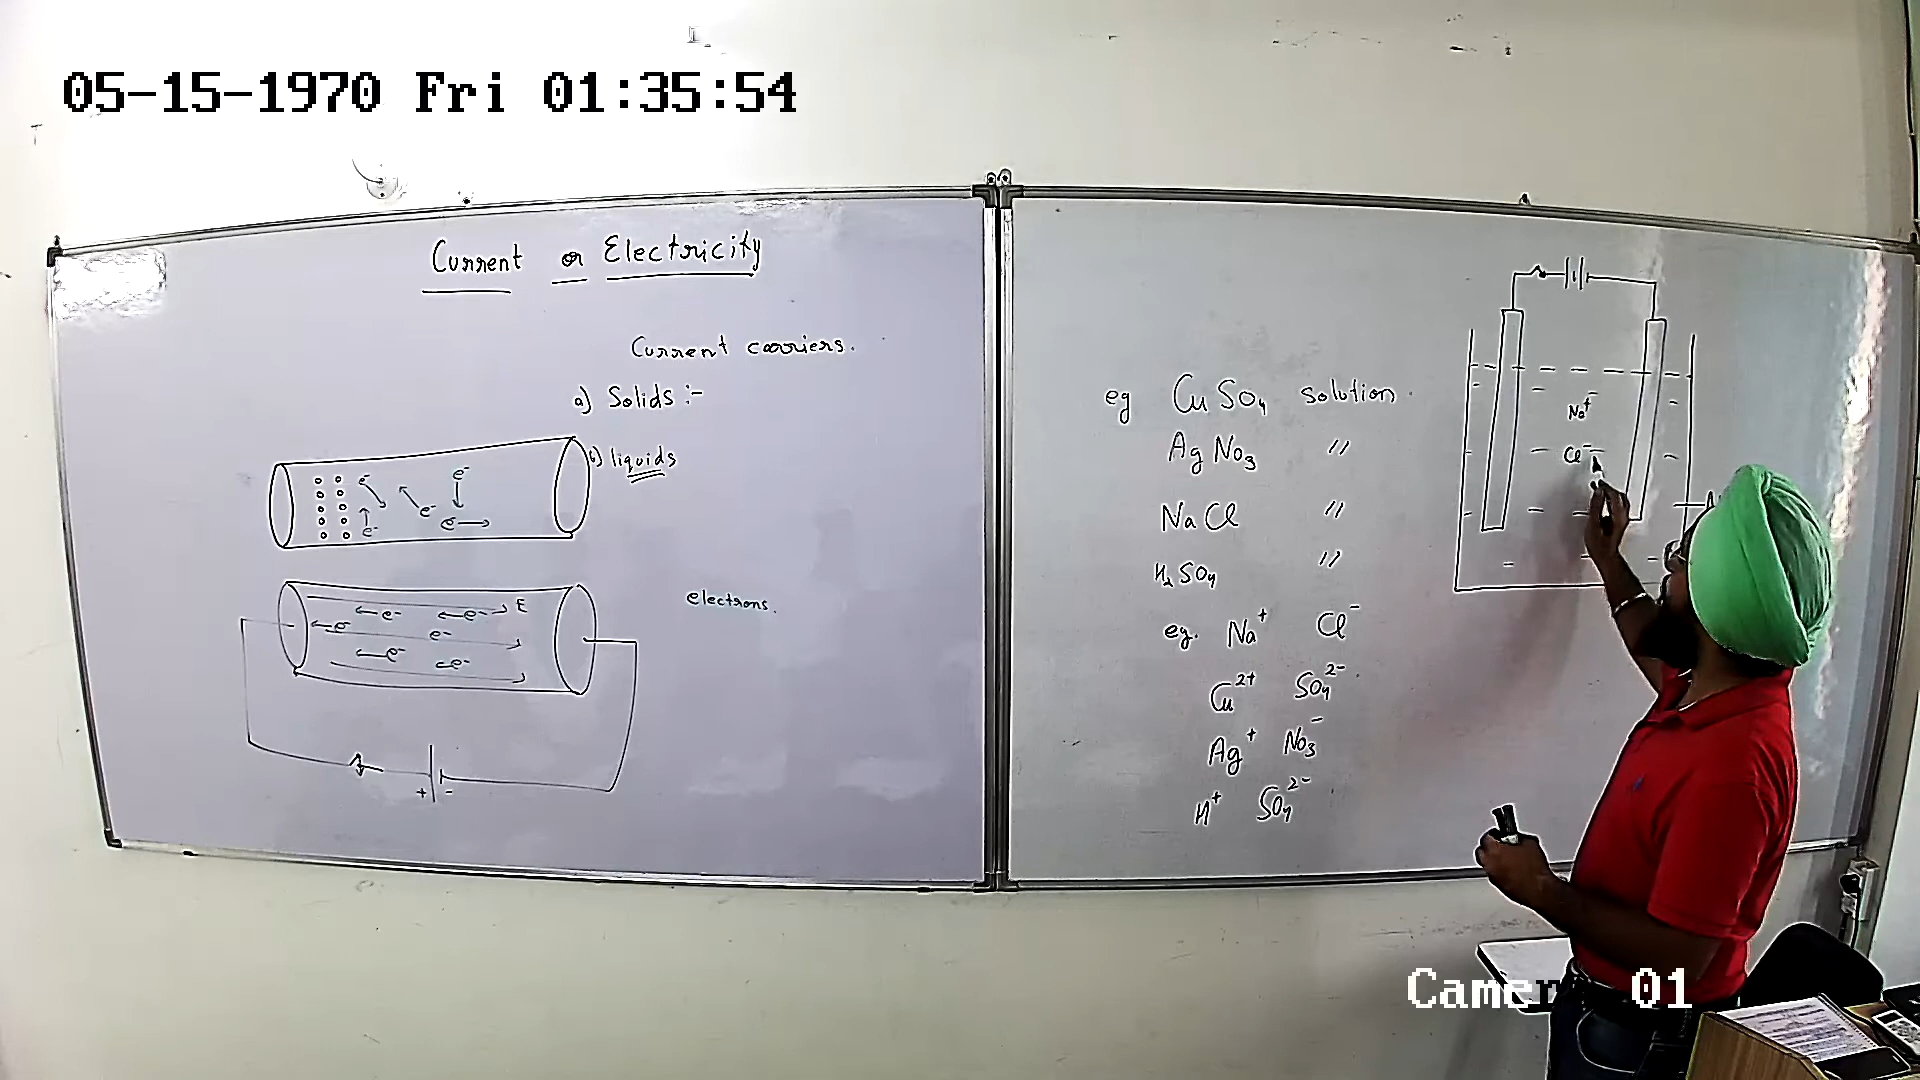 05-15-1970 Fri 01:35:54
Current or Electricity
Current carriers.
a) Solids :-
b) liquids
e⁻ e⁻
e⁻
e⁻ e⁻
e⁻ e⁻ E
e⁻ e⁻
e⁻ e⁻
electrons.
+ -
eg CuSO4 solution.
AgNO3 "
NaCl "
H2SO4 "
eg. Na⁺ Cl⁻
Cu²⁺ SO4²⁻
Ag⁺ NO3⁻
H⁺ SO4²⁻
Na⁺
Cl⁻
Camera 01